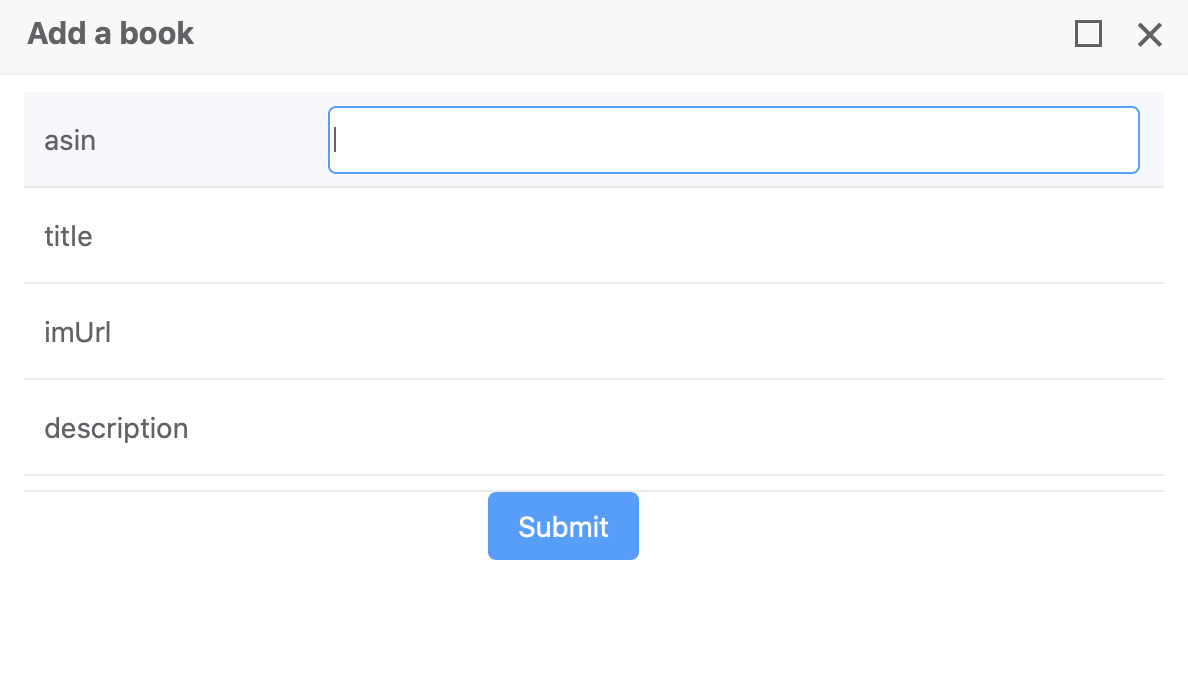 Add a book
asin
title
imUrl
description
Submit